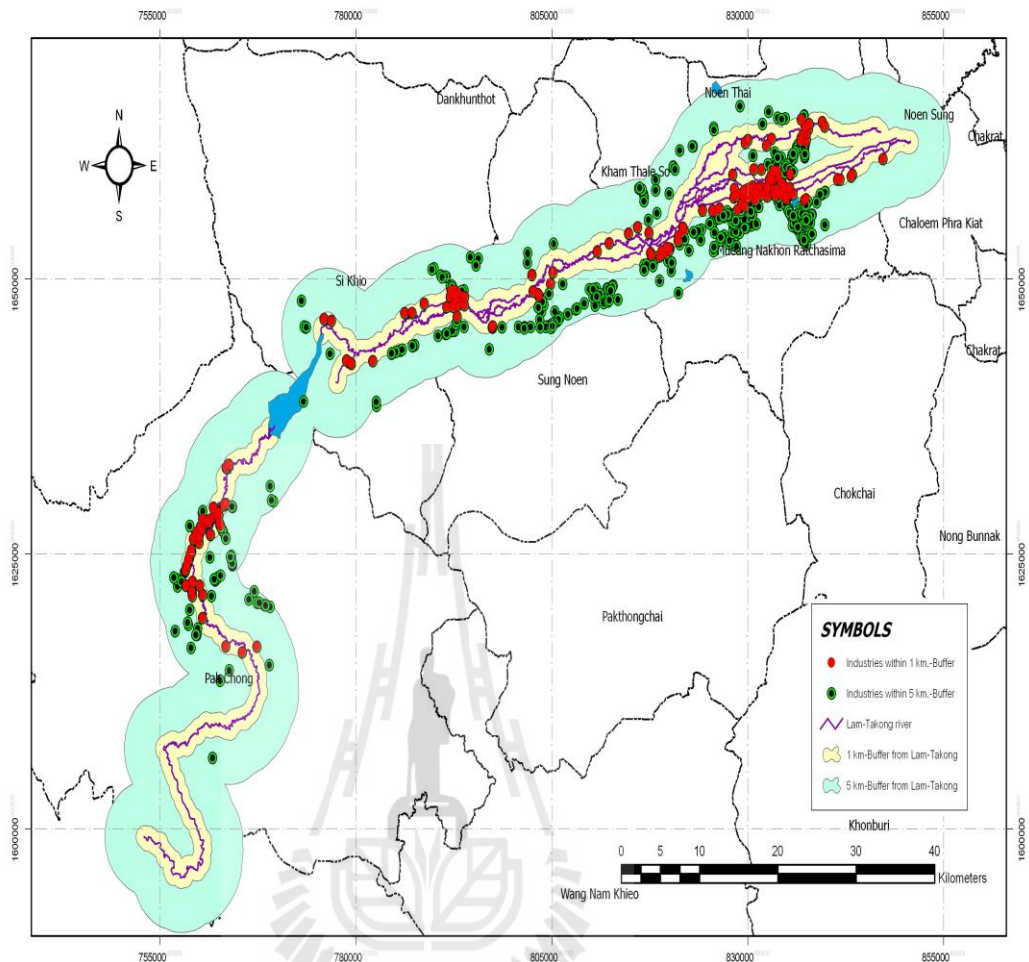 755000 780000 805000 830000 855000
N
W E
S
Dankhunthot
Noen Thai
Noen Sung
Chakrat
Kham Thale So
Chaloem Phra Kiat
Mueang Nakhon Ratchasima
Si Khio
1650000 1650000
Chakrat
Sung Noen
Chokchai
Nong Bunnak
1625000 1625000
Pakthongchai
Pak Chong
SYMBOLS
Industries within 1 km.-Buffer
Industries within 5 km.-Buffer
Lam-Takong river
1 km-Buffer from Lam-Takong
5 km-Buffer from Lam-Takong
Khonburi
1600000 1600000
0 5 10 20 30 40
Kilometers
Wang Nam Khieo
755000 780000 805000 830000 855000